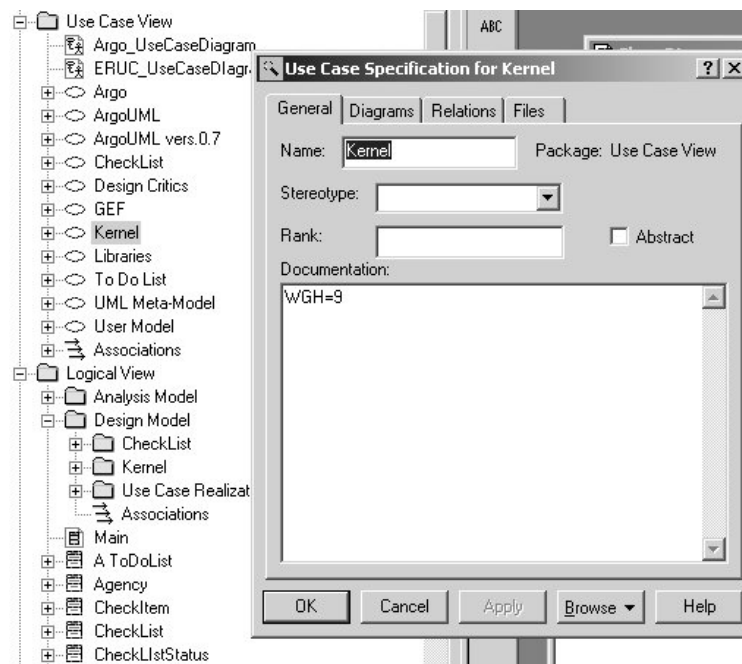 Use Case View
Argo_UseCaseDiagram
ERUC_UseCaseDIagr
Argo
ArgoUML
ArgoUML vers.0.7
CheckList
Design Critics
GEF
Kernel
Libraries
To Do List
UML Meta-Model
User Model
Associations
Logical View
Analysis Model
Design Model
CheckList
Kernel
Use Case Realizat
Associations
Main
A ToDoList
Agency
CheckItem
CheckList
CheckLIstStatus
ABC
Use Case Specification for Kernel
General Diagrams Relations Files
Name: Kernel Package: Use Case View
Stereotype:
Rank: Abstract
Documentation:
WGH=9
OK Cancel Apply Browse Help